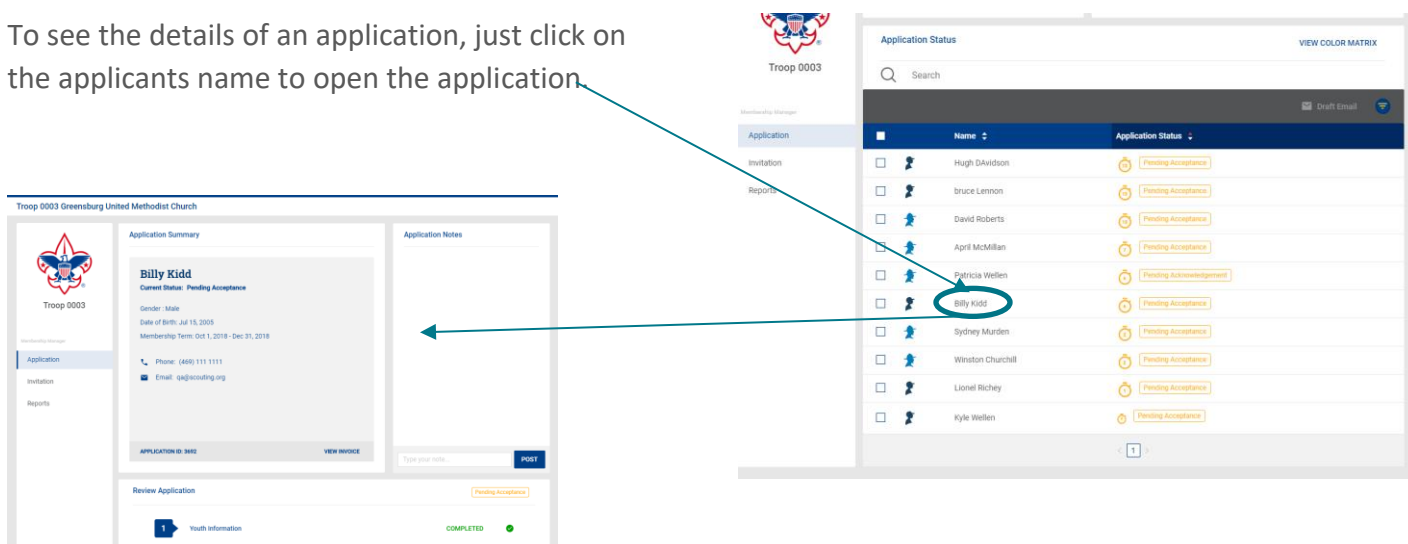 To see the details of an application, just click on
the applicants name to open the application.
Troop 0003
Membership Manager
Application
Invitation
Reports
Application Status
VIEW COLOR MATRIX
Search
Draft Email
Name
Application Status
Hugh DAvidson
Pending Acceptance
bruce Lennon
Pending Acceptance
David Roberts
Pending Acceptance
April McMillan
Pending Acceptance
Patricia Wellen
Pending Acknowledgement
Billy Kidd
Pending Acceptance
Sydney Murden
Pending Acceptance
Winston Churchill
Pending Acceptance
Lionel Richey
Pending Acceptance
Kyle Wellen
Pending Acceptance
1
Troop 0003 Greensburg United Methodist Church
Troop 0003
Membership Manager
Application
Invitation
Reports
Application Summary
Billy Kidd
Current Status: Pending Acceptance
Gender : Male
Date of Birth: Jul 15, 2005
Membership Term: Oct 1, 2018 - Dec 31, 2018
Phone: (469) 111 1111
Email: qa@scouting.org
APPLICATION ID: 3692
VIEW INVOICE
Application Notes
Type your note...
POST
Review Application
Pending Acceptance
1
Youth Information
COMPLETED